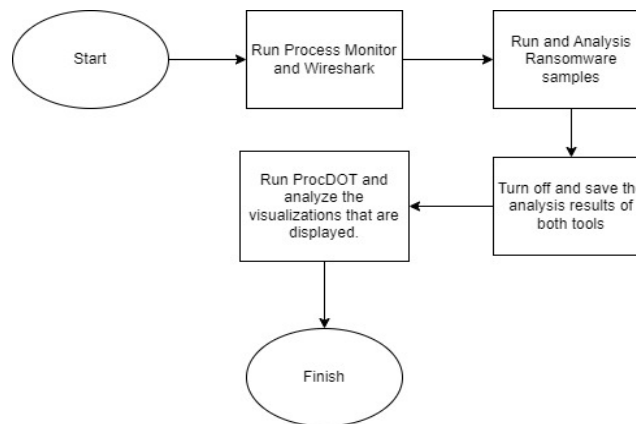 Start
Run Process Monitor
and Wireshark
Run and Analysis
Ransomware
samples
Turn off and save the
analysis results of
both tools
Run ProcDOT and
analyze the
visualizations that are
displayed.
Finish